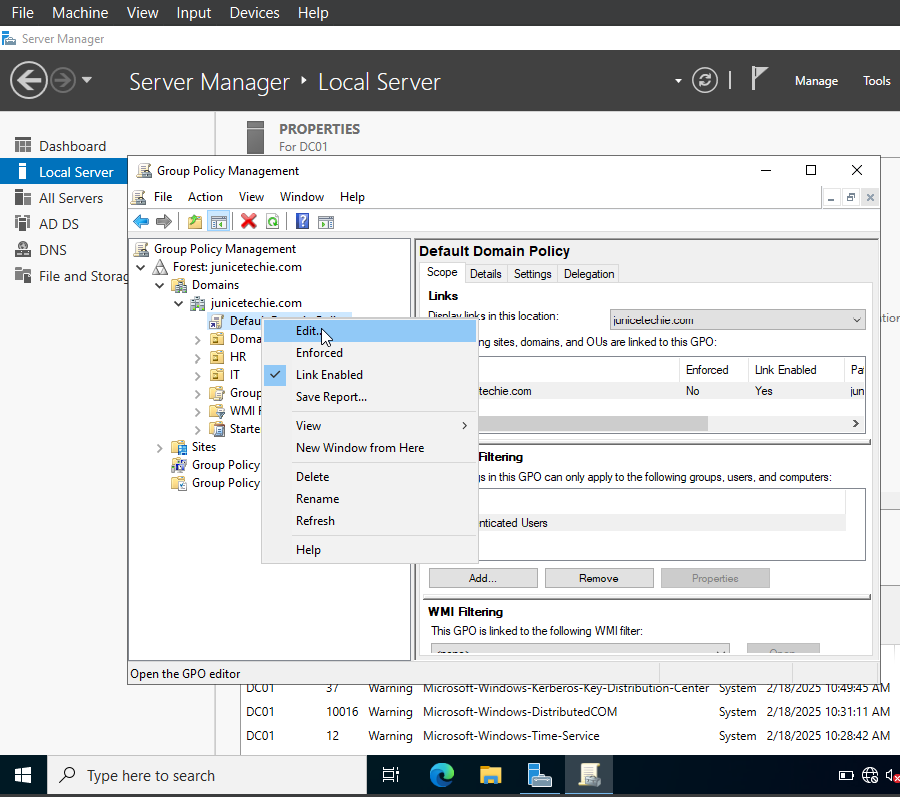 File Machine View Input Devices Help
Server Manager
Server Manager Local Server
Manage Tools
Dashboard
Local Server
All Servers
AD DS
DNS
File and Storag
PROPERTIES
For DC01
Group Policy Management
File Action View Window Help
Group Policy Management
Forest: junicetechie.com
Domains
junicetechie.com
Defau
Doma
HR
IT
Group
WMI F
Starte
Sites
Group Policy
Group Policy
Edit...
Enforced
Link Enabled
Save Report...
View
New Window from Here
Delete
Rename
Refresh
Help
Default Domain Policy
Scope Details Settings Delegation
Links
Display links in this location: junicetechie.com
ng sites, domains, and OUs are linked to this GPO:
Enforced Link Enabled Pa
techie.com No Yes jun
Filtering
s in this GPO can only apply to the following groups, users, and computers:
nticated Users
Add... Remove Properties
WMI Filtering
This GPO is linked to the following WMI filter:
<none> Open
Open the GPO editor
DC01 37 Warning Microsoft-Windows-Kerberos-Key-Distribution-Center System 2/18/2025 10:49:45 AM
DC01 10016 Warning Microsoft-Windows-DistributedCOM System 2/18/2025 10:31:11 AM
DC01 12 Warning Microsoft-Windows-Time-Service System 2/18/2025 10:28:42 AM
Type here to search